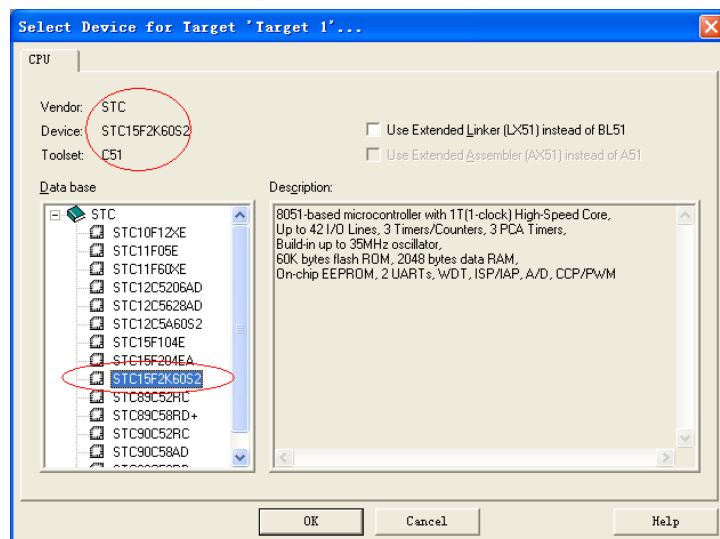 Select Device for Target 'Target 1'...
CPU
Vendor: STC
Device: STC15F2K60S2
Toolset: C51
Use Extended Linker (LX51) instead of BL51
Use Extended Assembler (AX51) instead of A51
Data base
STC
STC10F12XE
STC11F05E
STC11F60XE
STC12C5206AD
STC12C5628AD
STC12C5A60S2
STC15F104E
STC15F204EA
STC15F2K60S2
STC89C52RC
STC89C58RD+
STC90C52RC
STC90C58AD
Description:
8051-based microcontroller with 1T(1-clock) High-Speed Core,
Up to 42 I/O Lines, 3 Timers/Counters, 3 PCA Timers,
Build-in up to 35MHz oscillator,
60K bytes flash ROM, 2048 bytes data RAM,
On-chip EEPROM, 2 UARTs, WDT, ISP/IAP, A/D, CCP/PWM
OK
Cancel
Help